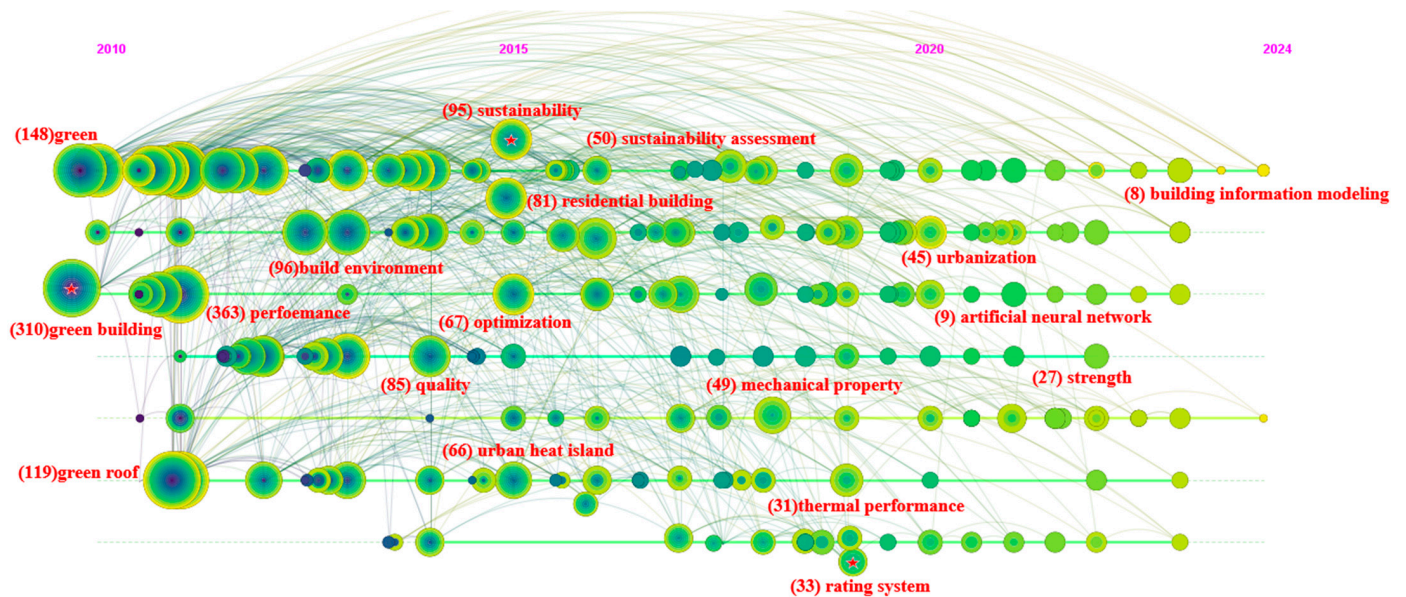 2010
2015
2020
2024
(95) sustainability
(148)green
(50) sustainability assessment
(8) building information modeling
(81) residential building
(45) urbanization
(96)build environment
(363) perfoemance
(310)green building
(67) optimization
(9) artificial neural network
(85) quality
(49) mechanical property
(27) strength
(66) urban heat island
(119)green roof
(31)thermal performance
(33) rating system